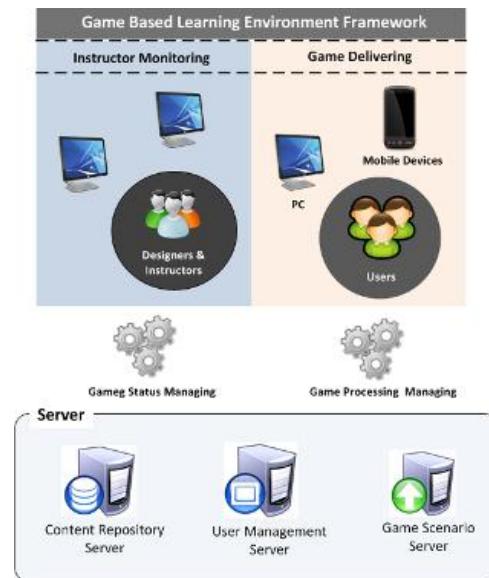 Game Based Learning Environment Framework
Instructor Monitoring
Game Delivering
Mobile Devices
PC
Designers &
Instructors
Users
Gameg Status Managing
Game Processing Managing
Server
Content Repository
Server
User Management
Server
Game Scenario
Server